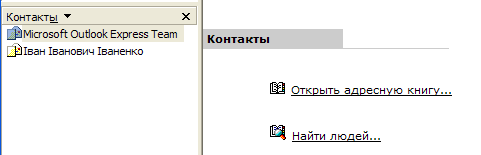 Контакты
Microsoft Outlook Express Team
Іван Іванович Іваненко
Контакты
Открыть адресную книгу...
Найти людей...